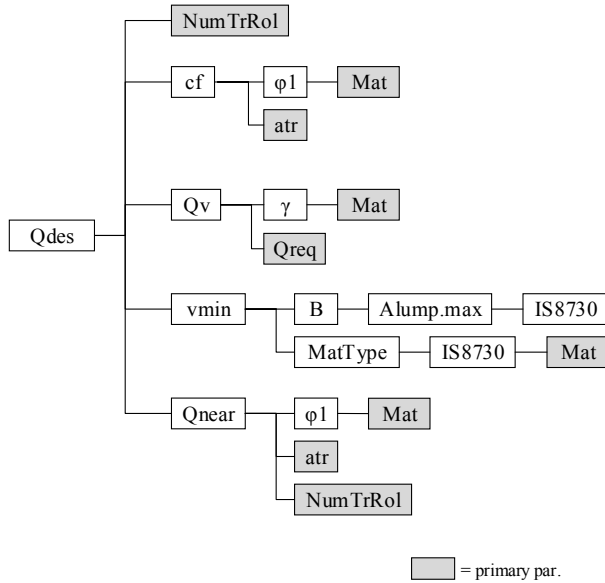 NumTrRol
cf φ1 Mat
atr
Qv γ Mat
Qdes
Qreq
vmin B Alump.max IS8730
MatType IS8730 Mat
Qnear φ1 Mat
atr
NumTrRol
= primary par.